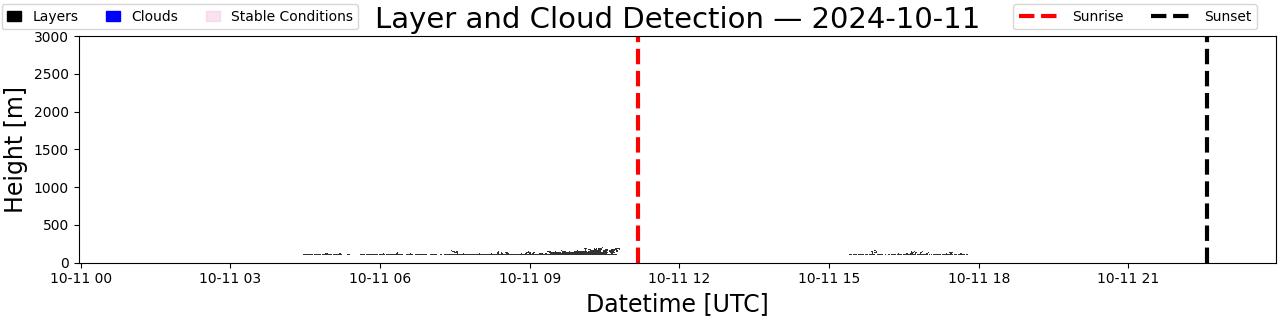 Layers Clouds Stable Conditions Layer and Cloud Detection — 2024-10-11 Sunrise Sunset
3000
2500
2000
1500
1000
500
0
Height [m]
10-11 00 10-11 03 10-11 06 10-11 09 10-11 12 10-11 15 10-11 18 10-11 21
Datetime [UTC]